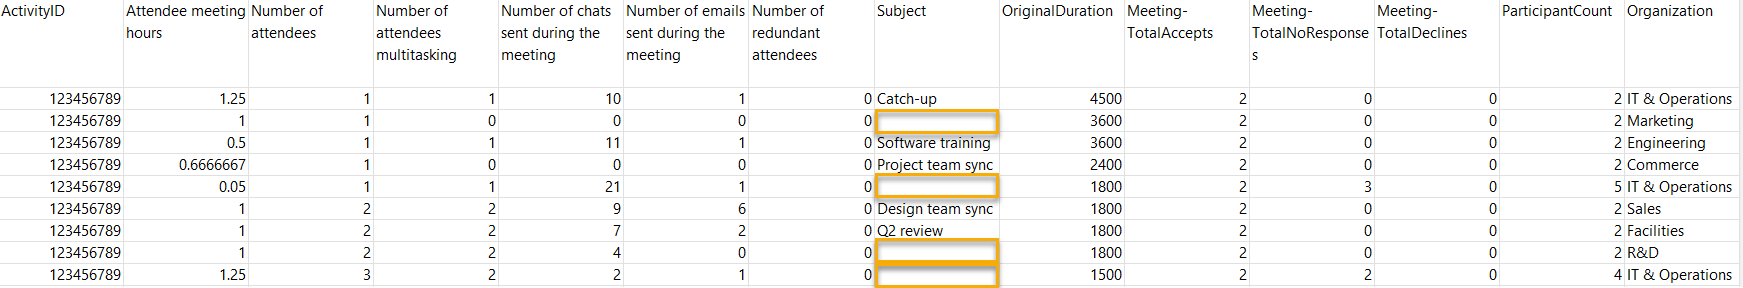 ActivityID Attendee meeting hours Number of attendees Number of attendees multitasking Number of chats sent during the meeting Number of emails sent during the meeting Number of redundant attendees Subject OriginalDuration Meeting-TotalAccepts Meeting-TotalNoResponses Meeting-TotalDeclines ParticipantCount Organization
123456789 1.25 1 1 10 1 0 Catch-up 4500 2 0 0 2 IT & Operations
123456789 1 1 0 0 0 0 3600 2 0 0 2 Marketing
123456789 0.5 1 1 11 1 0 Software training 3600 2 0 0 2 Engineering
123456789 0.6666667 1 0 0 0 0 Project team sync 2400 2 0 0 2 Commerce
123456789 0.05 1 1 21 1 0 1800 2 3 0 5 IT & Operations
123456789 1 2 2 9 6 0 Design team sync 1800 2 0 0 2 Sales
123456789 1 2 2 7 2 0 Q2 review 1800 2 0 0 2 Facilities
123456789 1 2 2 4 0 0 1800 2 0 0 2 R&D
123456789 1.25 3 2 2 1 0 1500 2 2 0 4 IT & Operations